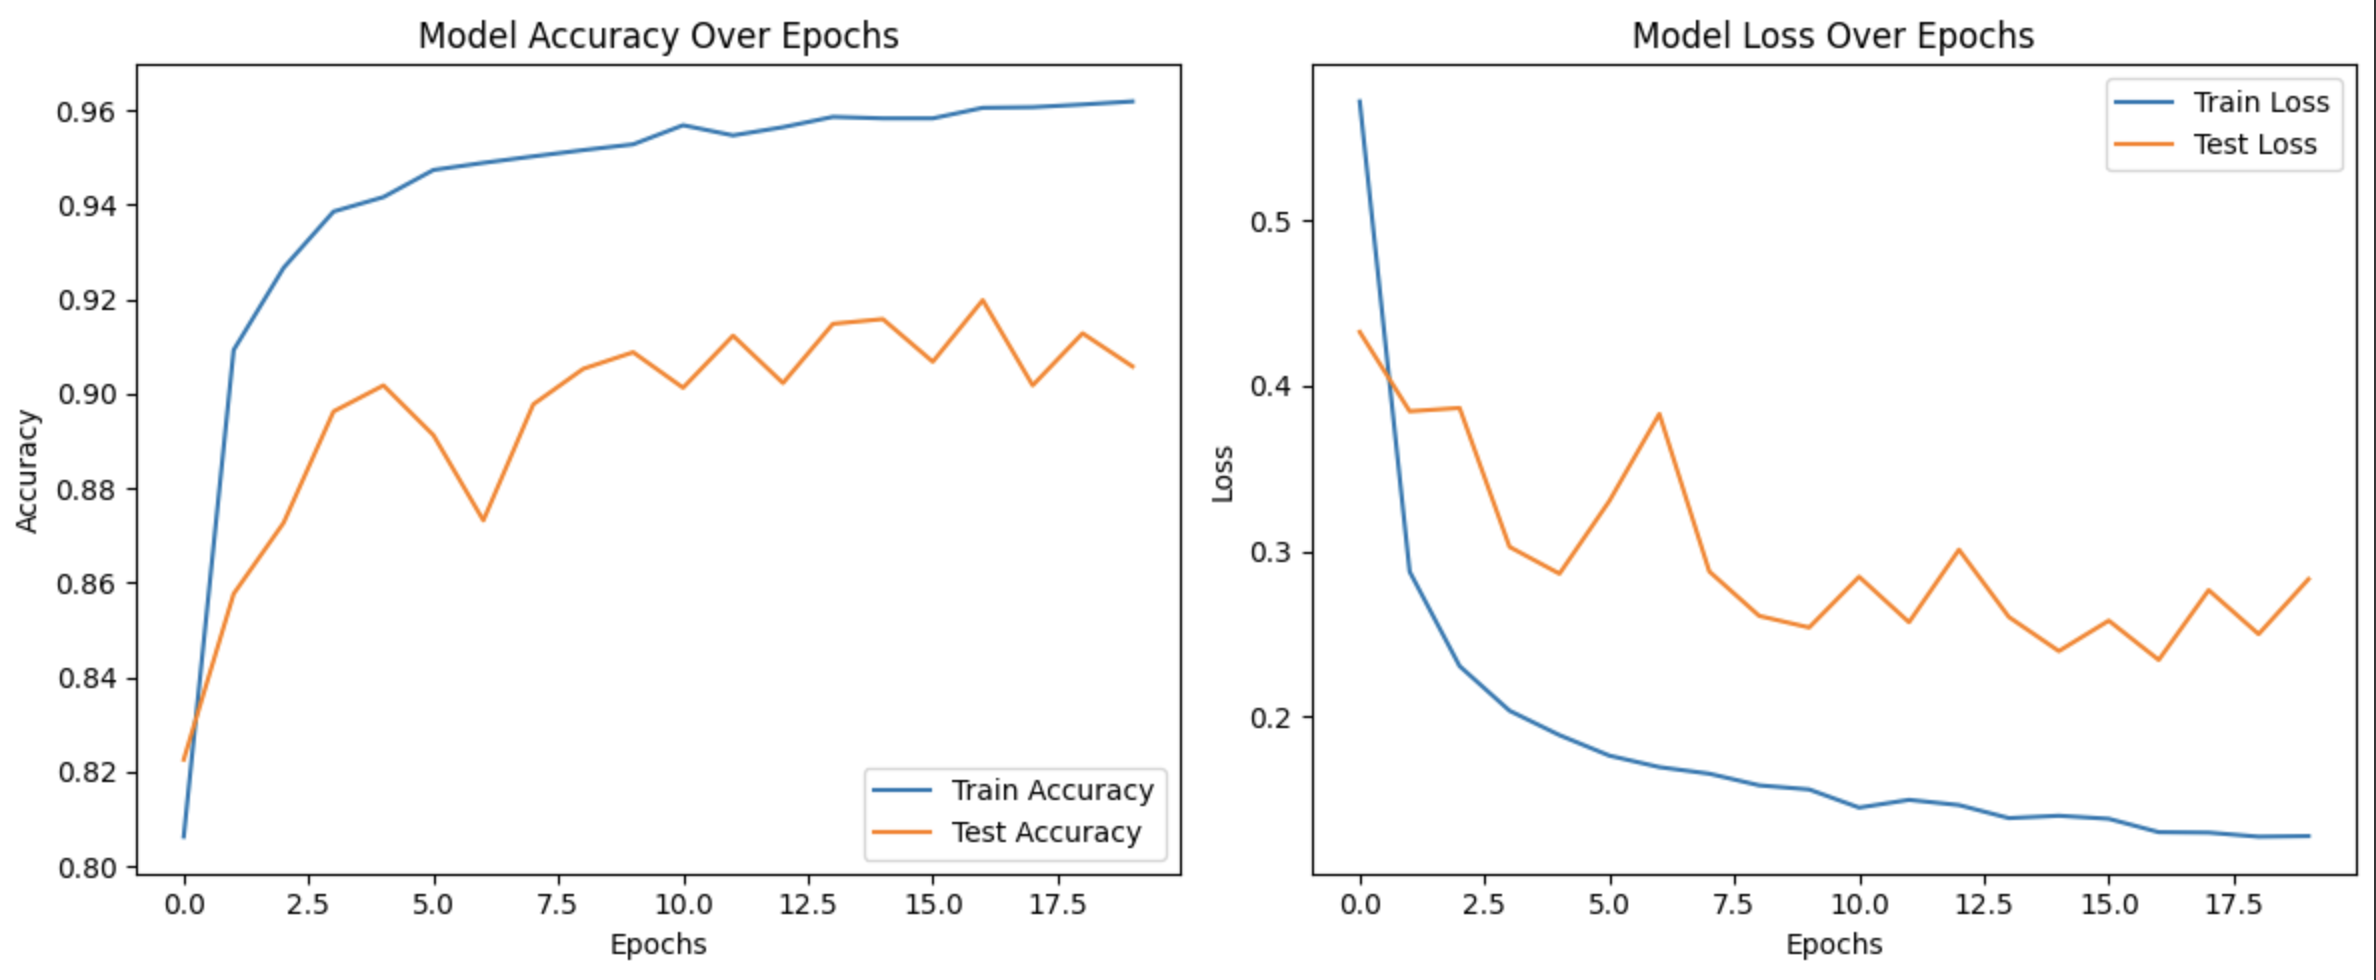 Model Accuracy Over Epochs
0.96
0.94
0.92
0.90
0.88
0.86
0.84
0.82
0.80
Accuracy
Train Accuracy
Test Accuracy
0.0 2.5 5.0 7.5 10.0 12.5 15.0 17.5
Epochs
Model Loss Over Epochs
Train Loss
Test Loss
0.5
0.4
0.3
0.2
Loss
0.0 2.5 5.0 7.5 10.0 12.5 15.0 17.5
Epochs